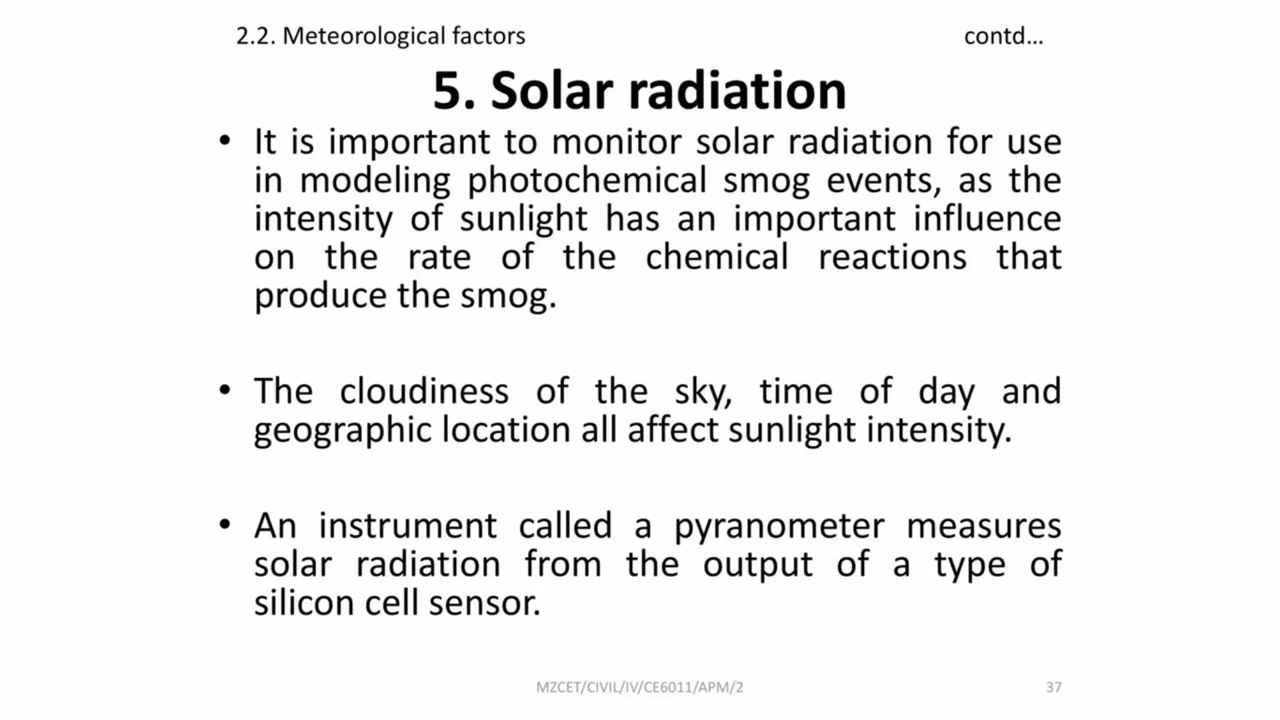 2.2. Meteorological factors contd…
5. Solar radiation
• It is important to monitor solar radiation for use
in modeling photochemical smog events, as the
intensity of sunlight has an important influence
on the rate of the chemical reactions that
produce the smog.
• The cloudiness of the sky, time of day and
geographic location all affect sunlight intensity.
• An instrument called a pyranometer measures
solar radiation from the output of a type of
silicon cell sensor.
MZCET/CIVIL/IV/CE6011/APM/2 37